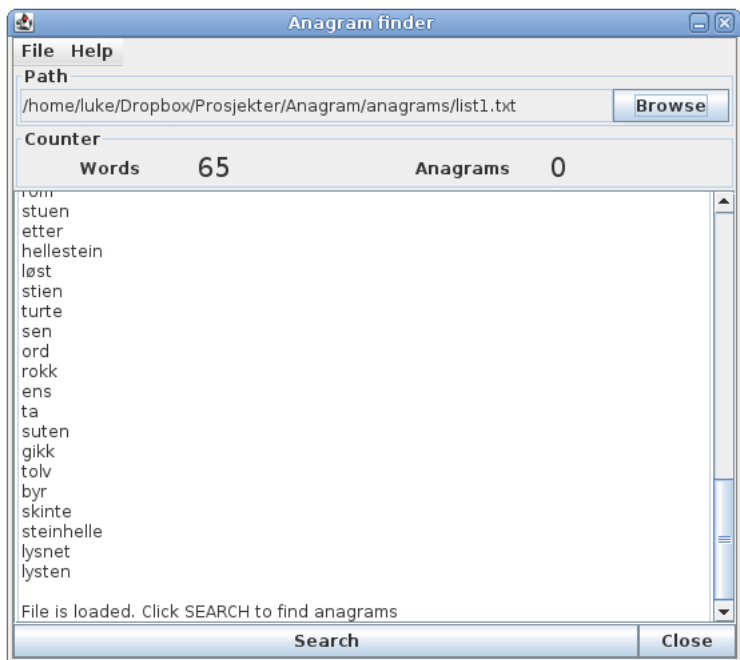 Anagram finder
File Help
Path
/home/luke/Dropbox/Prosjekter/Anagram/anagrams/list1.txt Browse
Counter
Words 65 Anagrams 0
stuen
etter
hellestein
løst
stien
turte
sen
ord
rokk
ens
ta
suten
gikk
tolv
byr
skinte
steinhelle
lysnet
lysten
File is loaded. Click SEARCH to find anagrams
Search Close